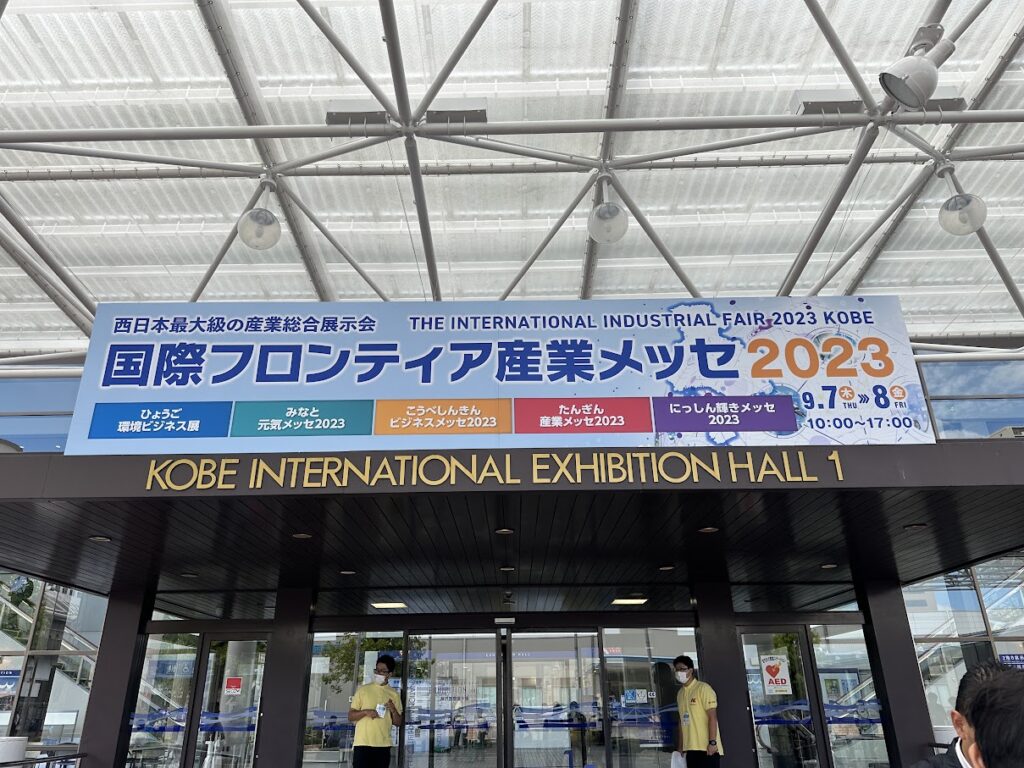 西日本最大級の産業総合展示会
THE INTERNATIONAL INDUSTRIAL FAIR 2023 KOBE
国際フロンティア産業メッセ2023
9.7木THU 8金FRI
10:00〜17:00
ひょうご
環境ビジネス展
みなと
元気メッセ2023
こうべしんきん
ビジネスメッセ2023
たんぎん
産業メッセ2023
にっしん輝きメッセ
2023
KOBE INTERNATIONAL EXHIBITION HALL 1
AED